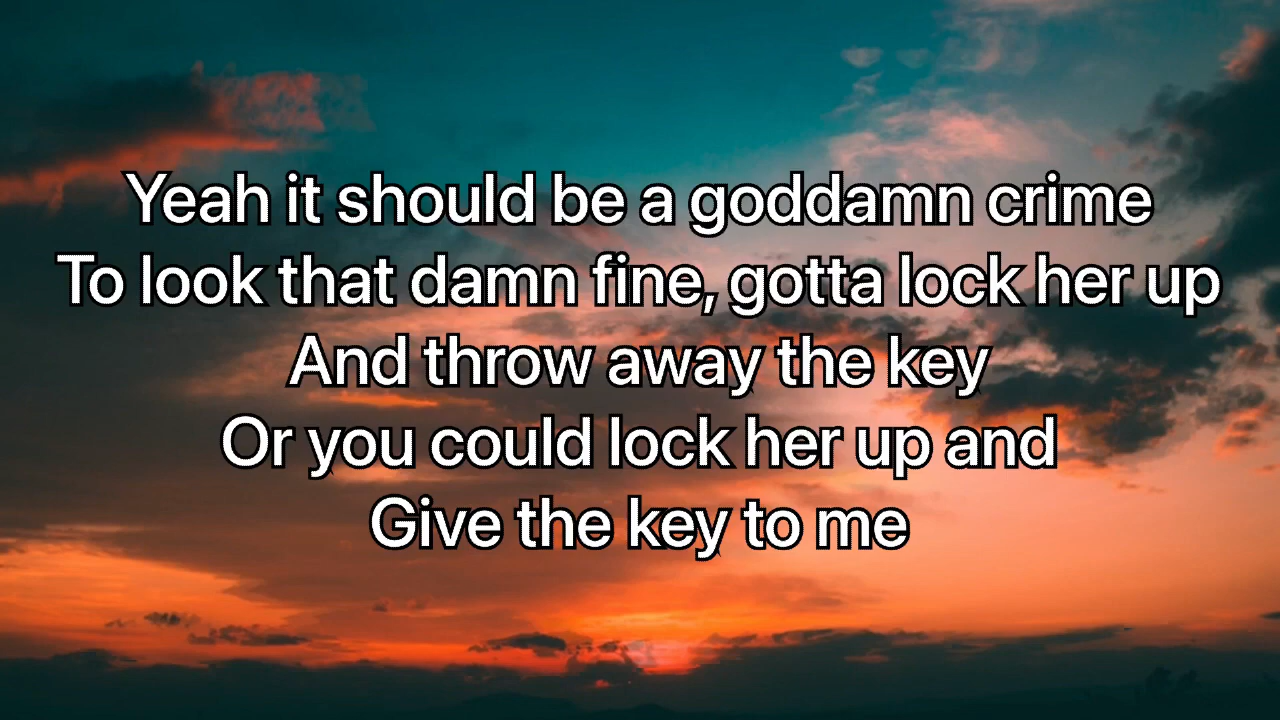 Yeah it should be a goddamn crime
To look that damn fine, gotta lock her up
And throw away the key
Or you could lock her up and
Give the key to me